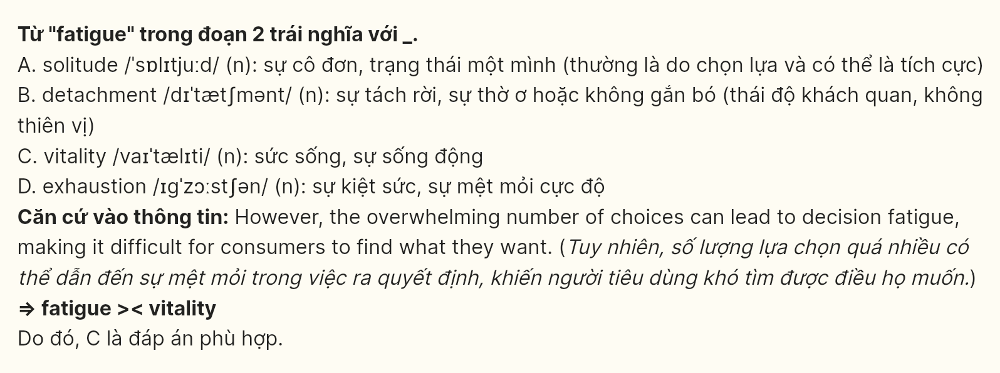 Từ "fatigue" trong đoạn 2 trái nghĩa với _.
A. solitude /ˈsɒlɪtjuːd/ (n): sự cô đơn, trạng thái một mình (thường là do chọn lựa và có thể là tích cực)
B. detachment /dɪˈtætʃmənt/ (n): sự tách rời, sự thờ ơ hoặc không gắn bó (thái độ khách quan, không
thiên vị)
C. vitality /vaɪˈtælɪti/ (n): sức sống, sự sống động
D. exhaustion /ɪɡˈzɔːstʃən/ (n): sự kiệt sức, sự mệt mỏi cực độ
Căn cứ vào thông tin: However, the overwhelming number of choices can lead to decision fatigue,
making it difficult for consumers to find what they want. (Tuy nhiên, số lượng lựa chọn quá nhiều có
thể dẫn đến sự mệt mỏi trong việc ra quyết định, khiến người tiêu dùng khó tìm được điều họ muốn.)
⇒ fatigue >< vitality
Do đó, C là đáp án phù hợp.